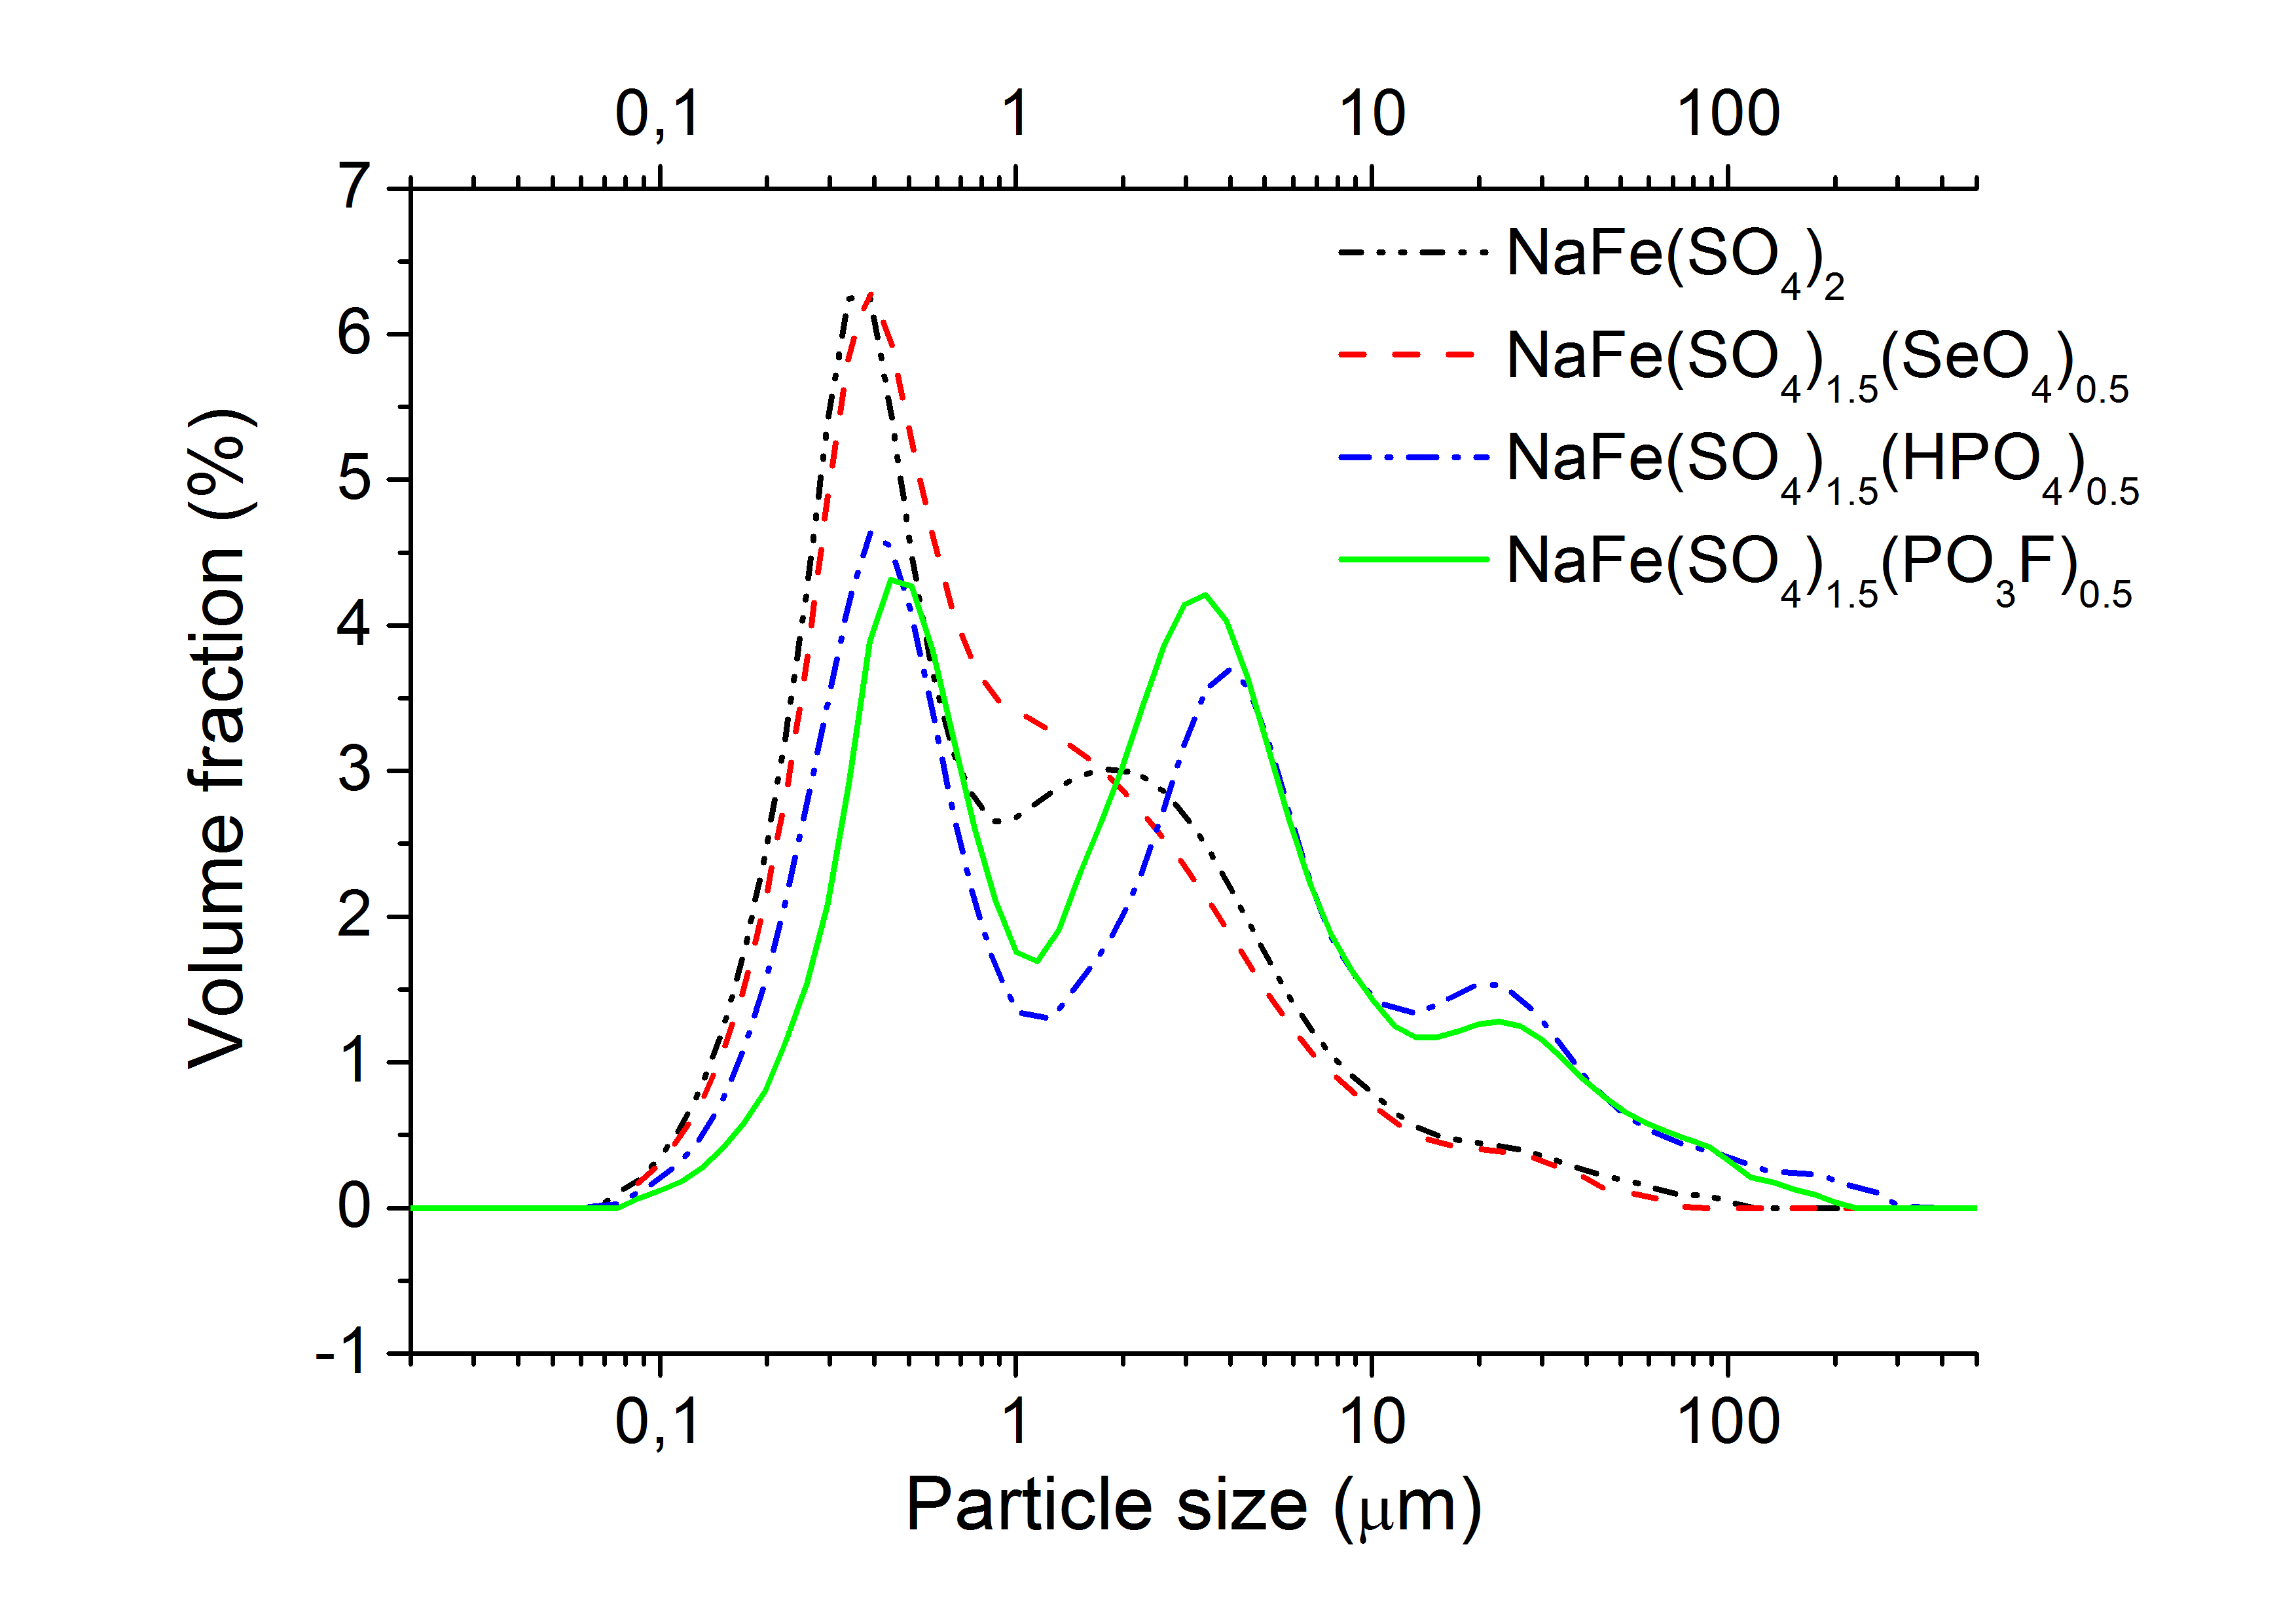 0,1 1 10 100
7
6
5
4
3
2
1
0
-1
Volume fraction (%)
NaFe(SO4)2
NaFe(SO4)1.5(SeO4)0.5
NaFe(SO4)1.5(HPO4)0.5
NaFe(SO4)1.5(PO3F)0.5
0,1 1 10 100
Particle size (μm)